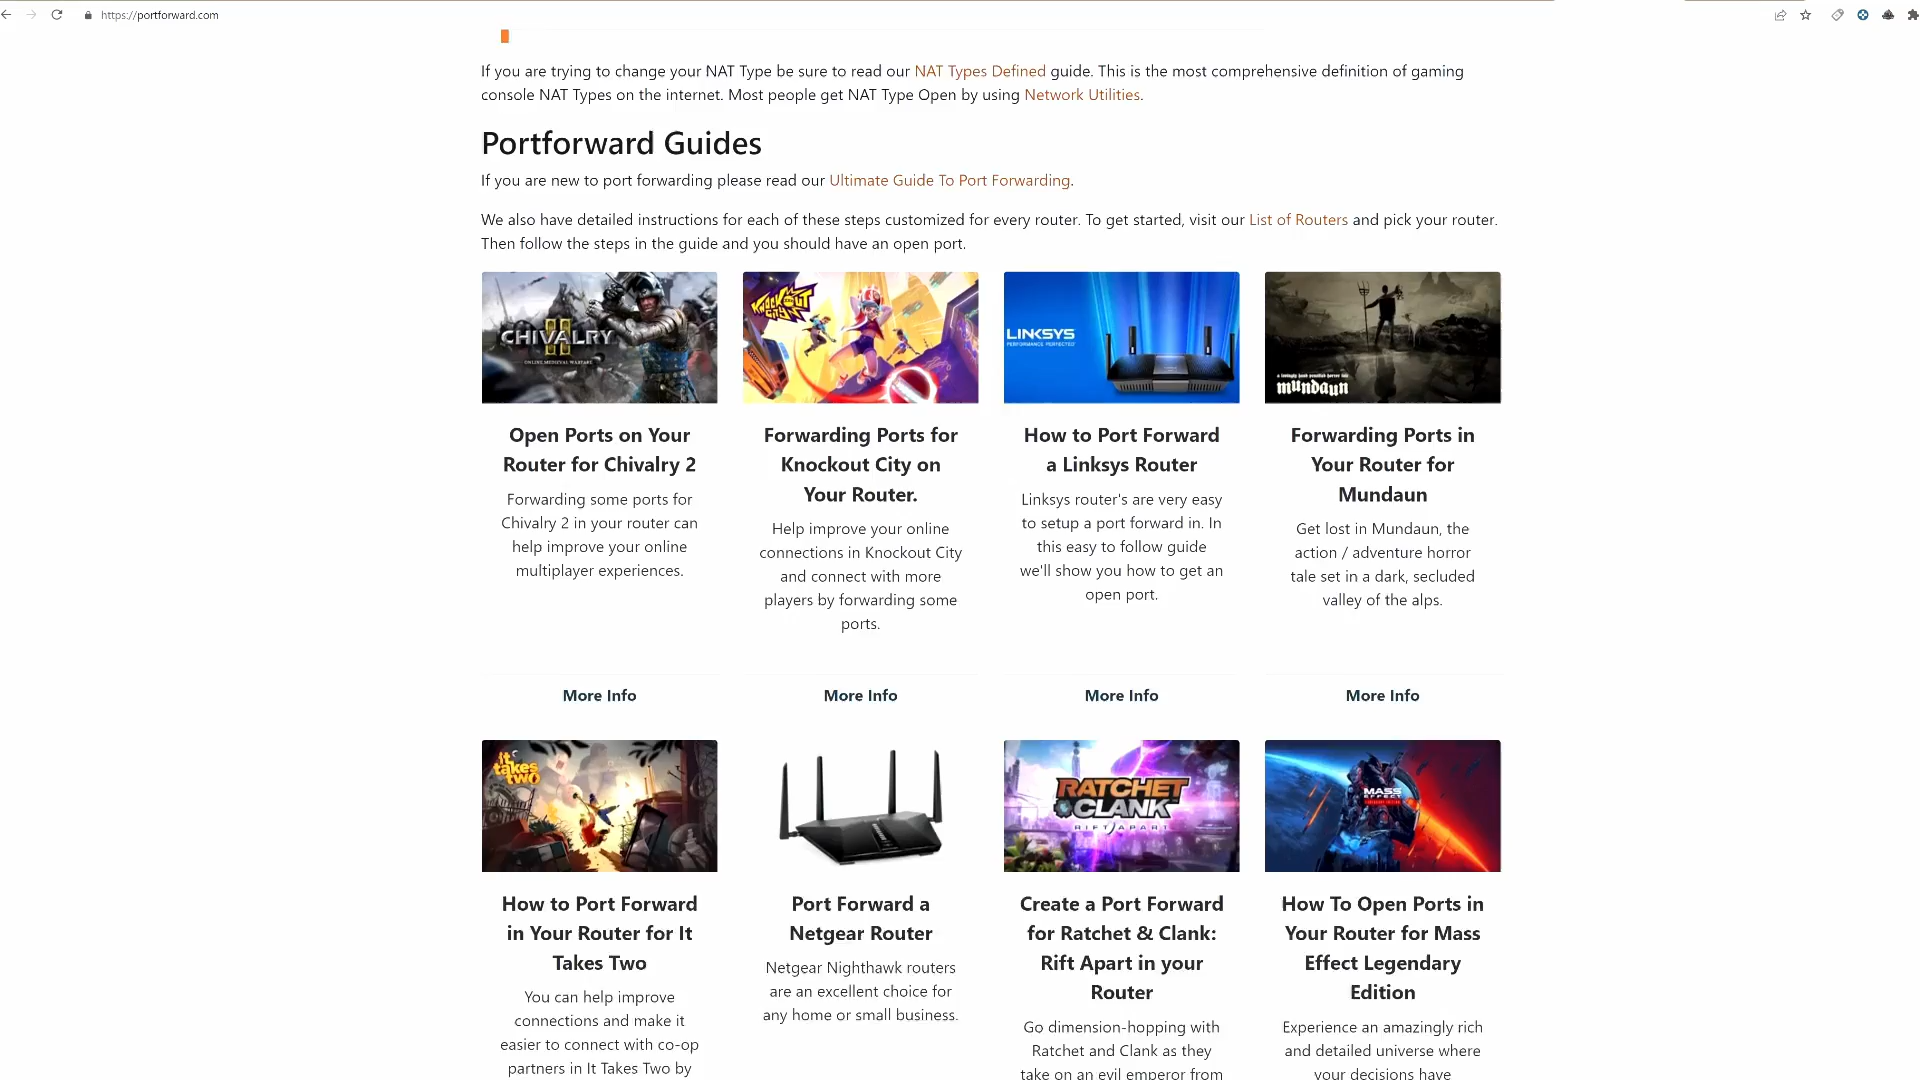 https://portforward.com
If you are trying to change your NAT Type be sure to read our NAT Types Defined guide. This is the most comprehensive definition of gaming
console NAT Types on the internet. Most people get NAT Type Open by using Network Utilities.
Portforward Guides
If you are new to port forwarding please read our Ultimate Guide To Port Forwarding.
We also have detailed instructions for each of these steps customized for every router. To get started, visit our List of Routers and pick your router.
Then follow the steps in the guide and you should have an open port.
CHIVALRY
II
ONLINE MEDIEVAL WARFARE
Open Ports on Your
Router for Chivalry 2
Forwarding some ports for
Chivalry 2 in your router can
help improve your online
multiplayer experiences.
More Info
KNOCKOUT
CITY
Forwarding Ports for
Knockout City on
Your Router.
Help improve your online
connections in Knockout City
and connect with more
players by forwarding some
ports.
More Info
LINKSYS
PERFORMANCE PERFECTED
How to Port Forward
a Linksys Router
Linksys router's are very easy
to setup a port forward in. In
this easy to follow guide
we'll show you how to get an
open port.
More Info
a lovingly hand pencilled horror tale
mundaun
Forwarding Ports in
Your Router for
Mundaun
Get lost in Mundaun, the
action / adventure horror
tale set in a dark, secluded
valley of the alps.
More Info
it
takes
two
How to Port Forward
in Your Router for It
Takes Two
You can help improve
connections and make it
easier to connect with co-op
partners in It Takes Two by
Port Forward a
Netgear Router
Netgear Nighthawk routers
are an excellent choice for
any home or small business.
RATCHET
CLANK
RIFT APART
Create a Port Forward
for Ratchet & Clank:
Rift Apart in your
Router
Go dimension-hopping with
Ratchet and Clank as they
take on an evil emperor from
MASS
EFFECT
LEGENDARY EDITION
How To Open Ports in
Your Router for Mass
Effect Legendary
Edition
Experience an amazingly rich
and detailed universe where
your decisions have